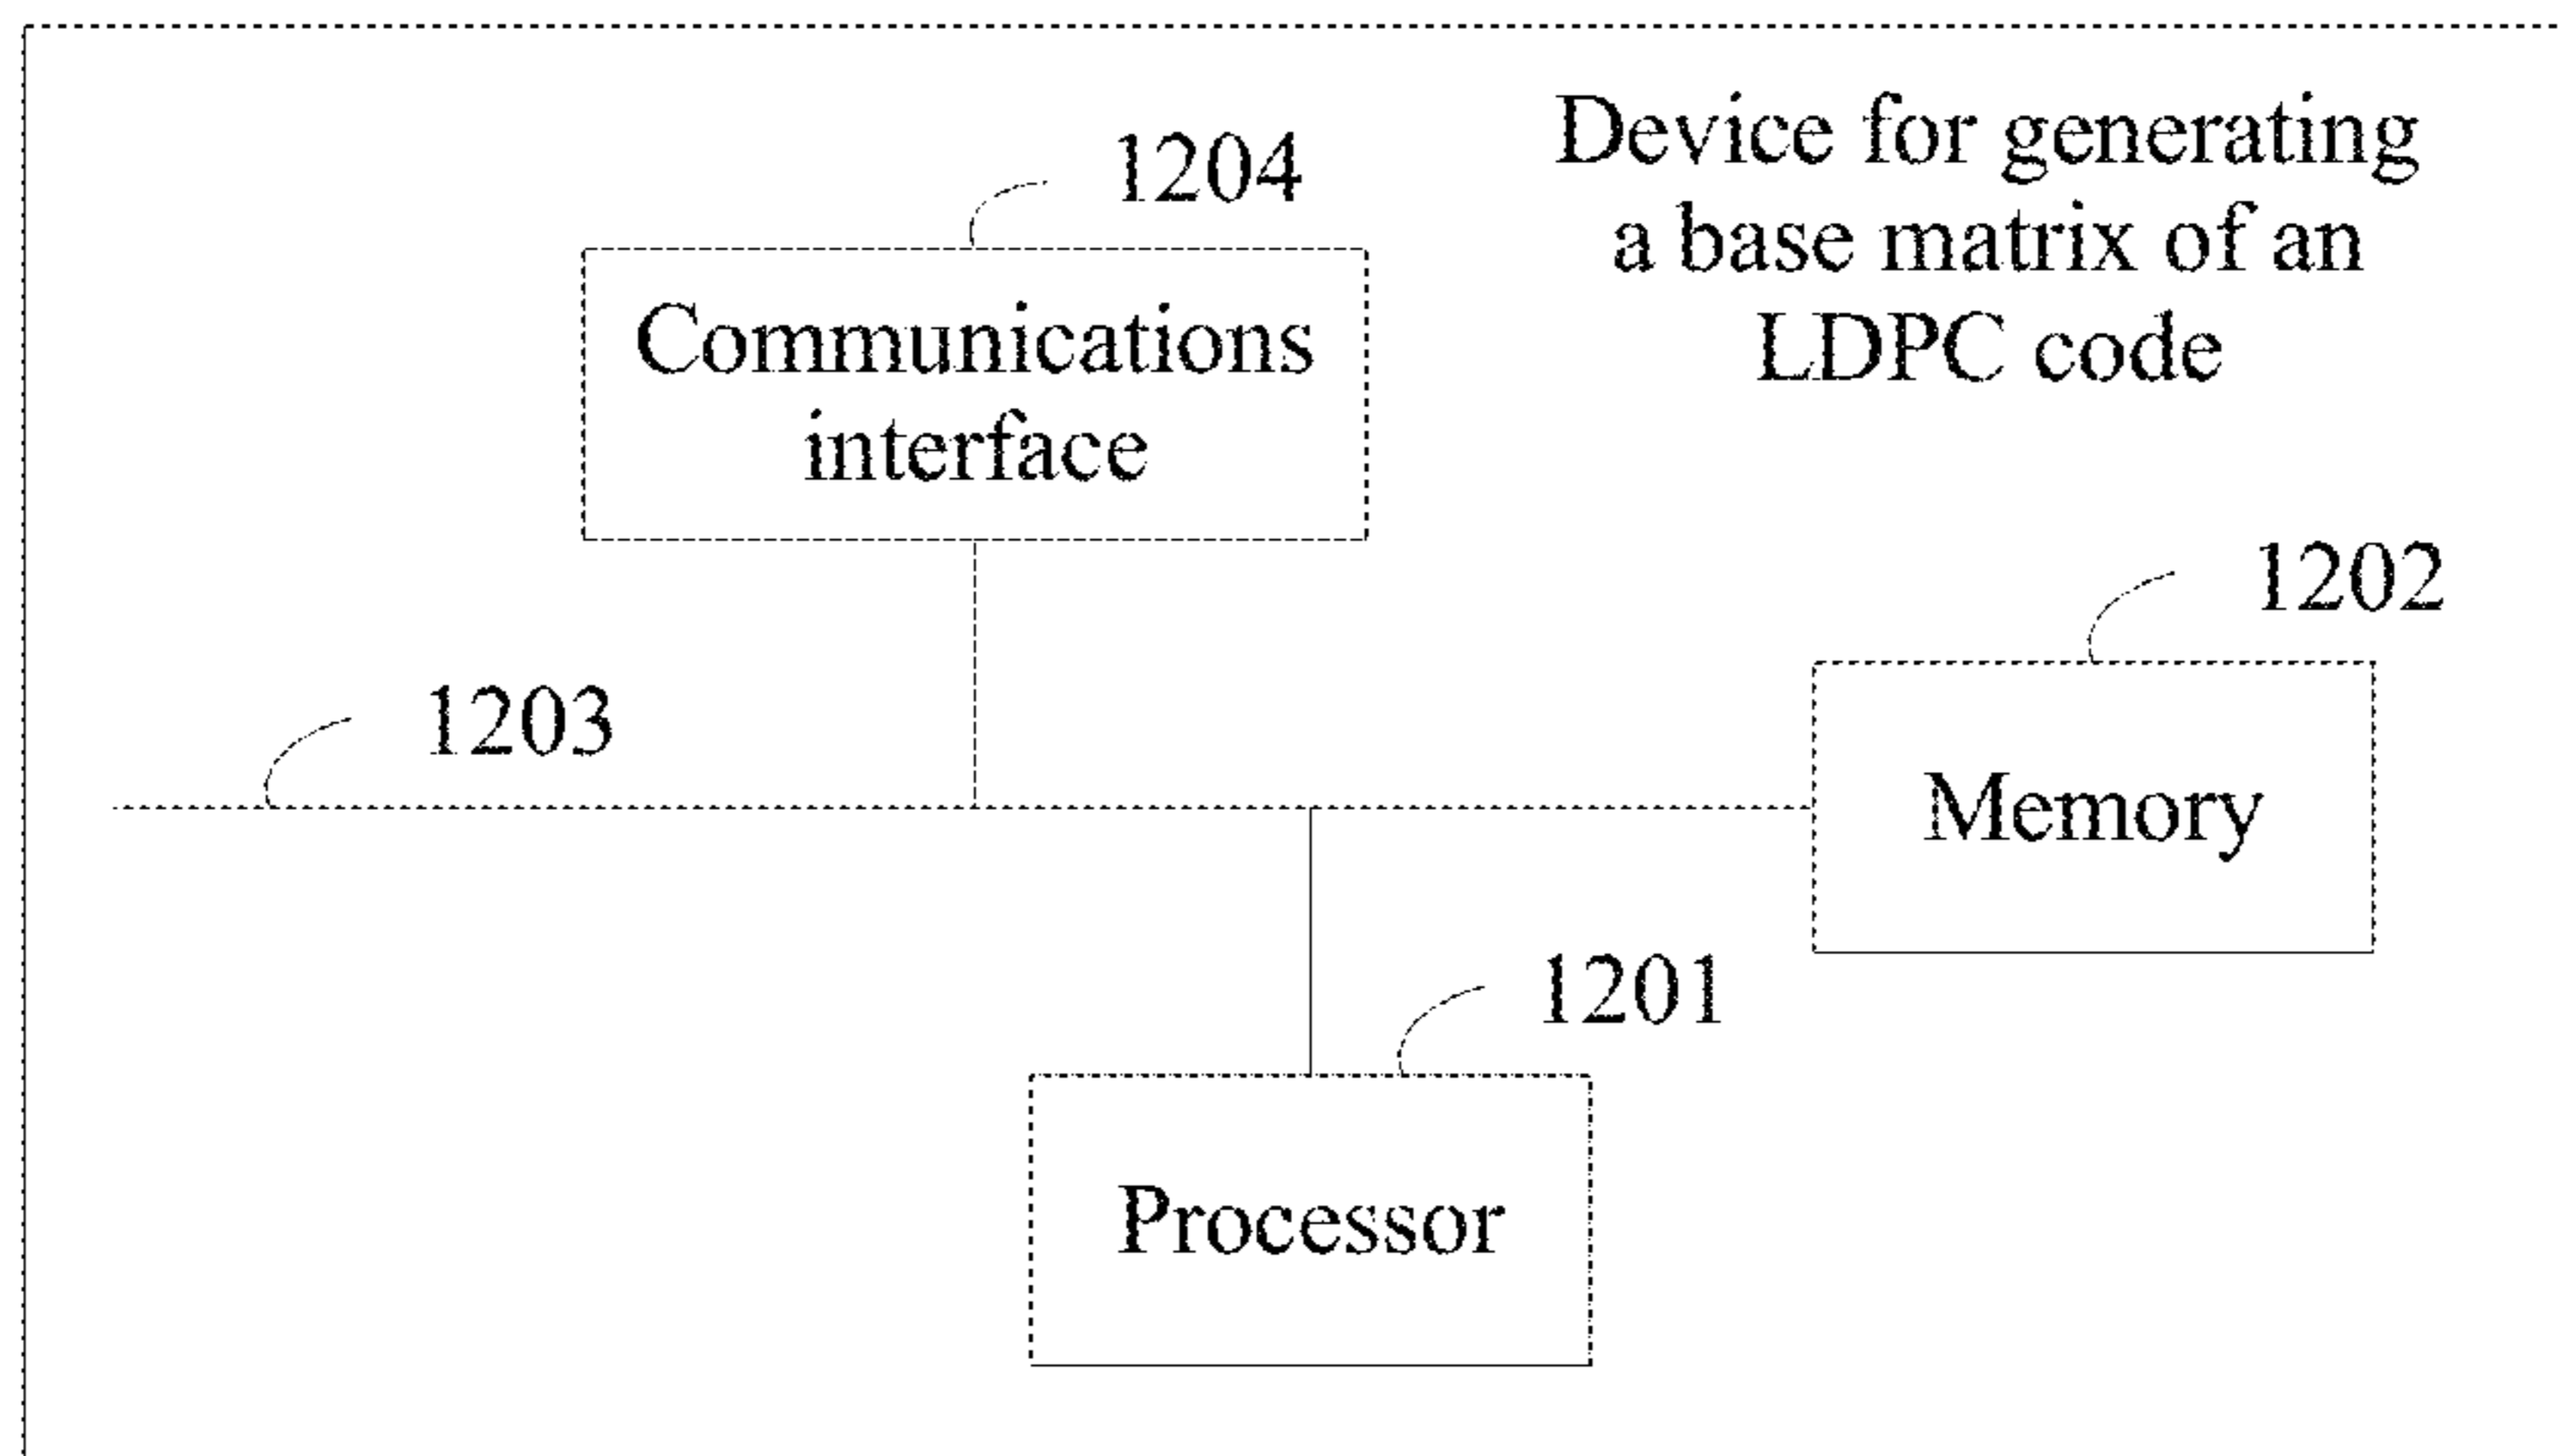 Device for generating
a base matrix of an
LDPC code
1204
Communications
interface
1202
1203
Memory
1201
Processor